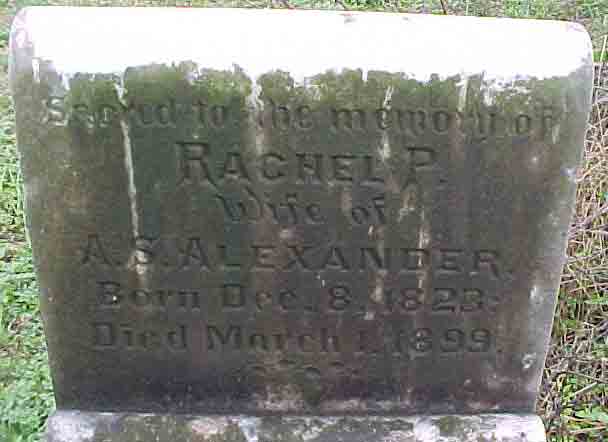 Sacred to the memory of
RACHEL P.
Wife of
A. S. ALEXANDER.
Born Dec. 8, 1823:
Died March 1, 1899.